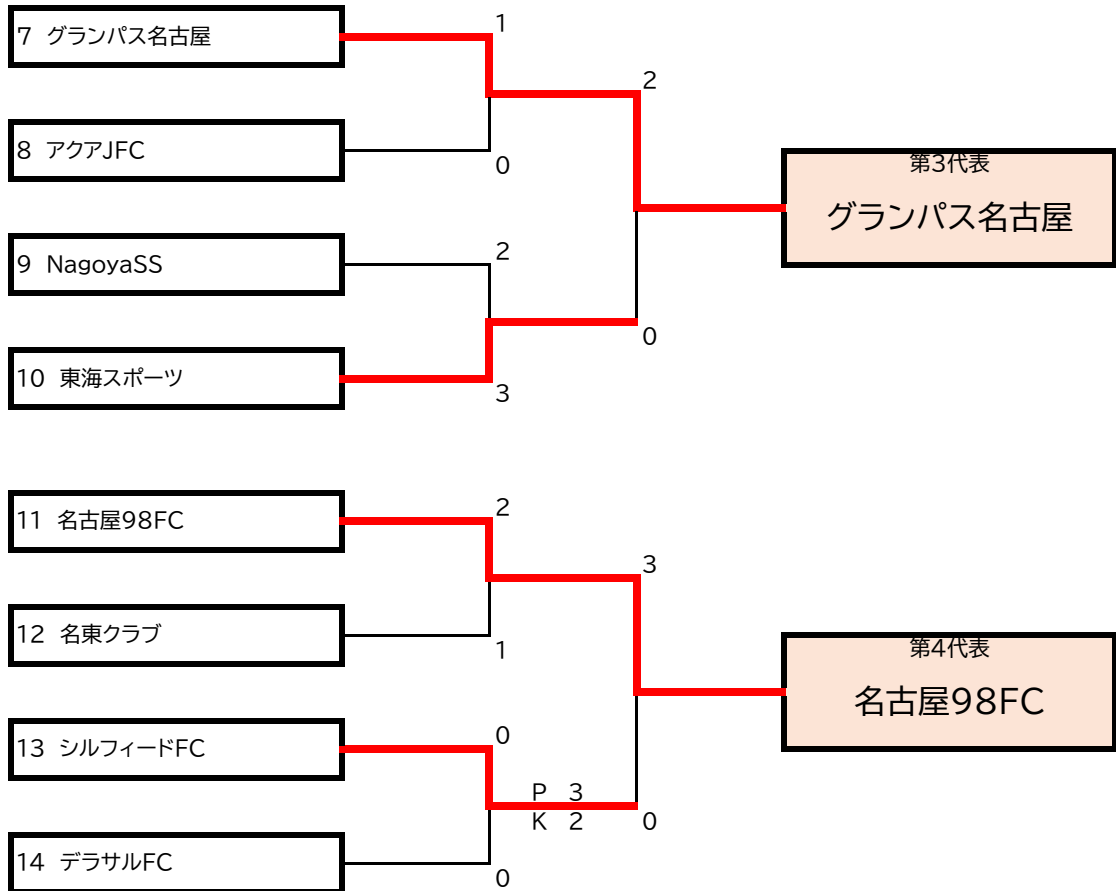 7 グランパス名古屋
1
2
8 アクアJFC
0
第3代表
グランパス名古屋
9 NagoyaSS
2
0
10 東海スポーツ
3
11 名古屋98FC
2
3
12 名東クラブ
1
第4代表
名古屋98FC
13 シルフィードFC
0
P 3
K 2
0
14 デラサルFC
0